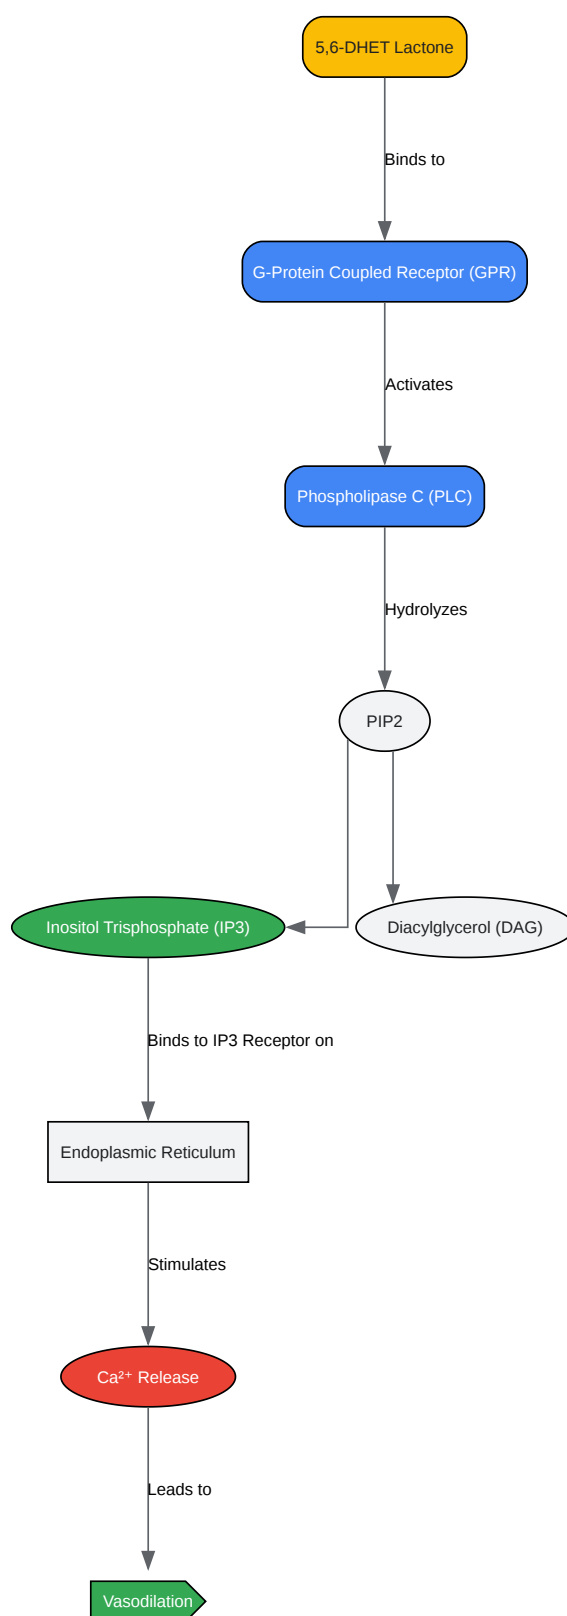 5,6-DHET Lactone
Binds to
G-Protein Coupled Receptor (GPR)
Activates
Phospholipase C (PLC)
Hydrolyzes
PIP2
Inositol Trisphosphate (IP3)
Diacylglycerol (DAG)
Binds to IP3 Receptor on
Endoplasmic Reticulum
Stimulates
Ca²⁺ Release
Leads to
Vasodilation